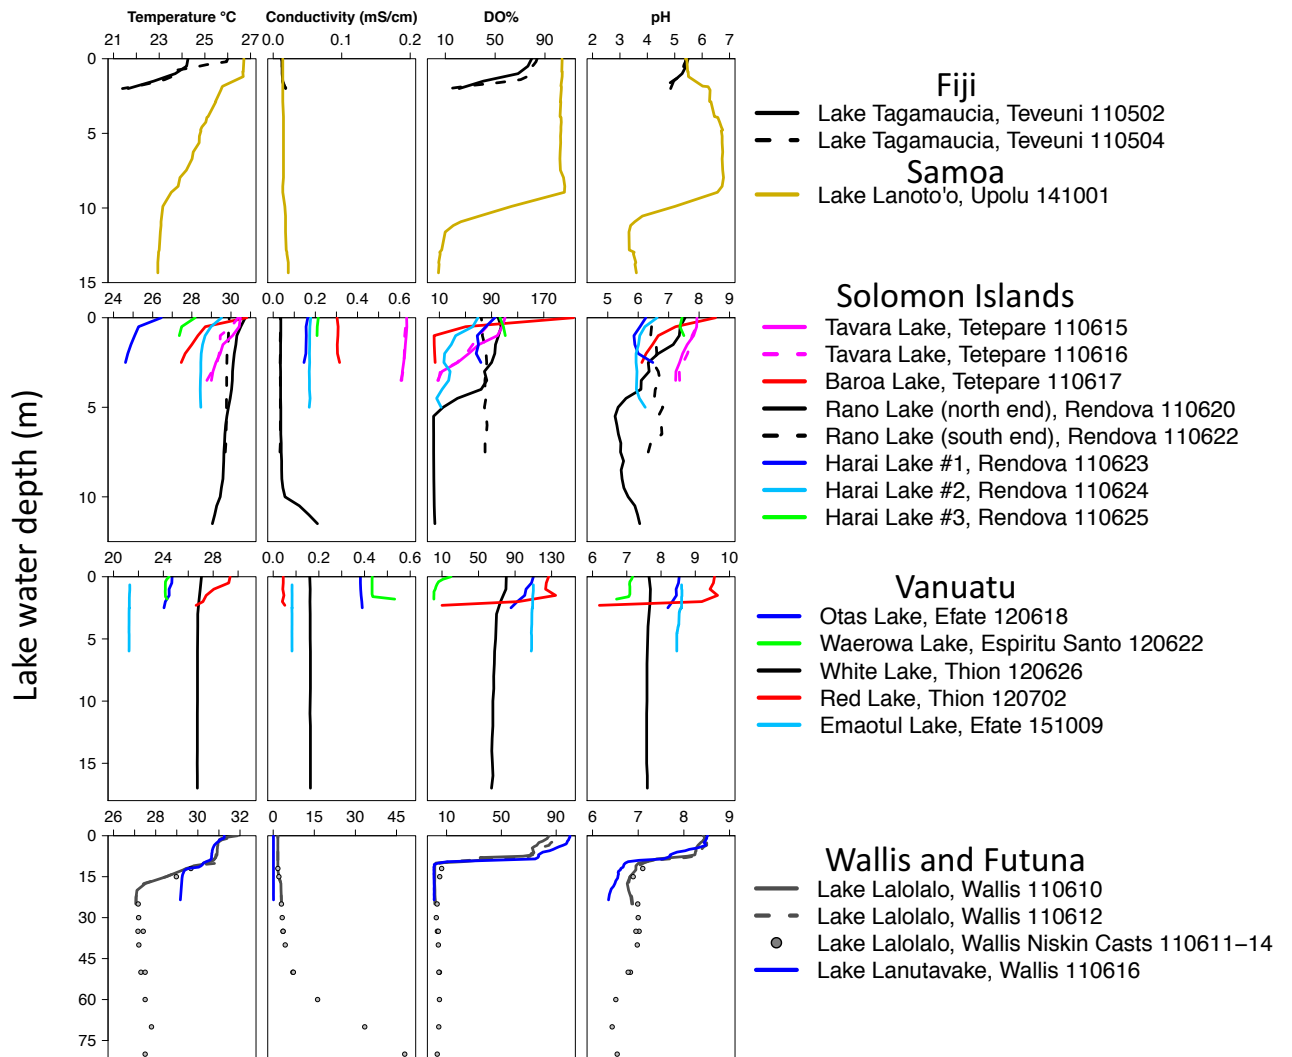 Temperature °C Conductivity (mS/cm) DO% pH
21 23 25 27 0.0 0.1 0.2 10 50 90 2 3 4 5 6 7
0
5
10
15
Fiji
Lake Tagamaucia, Teveuni 110502
Lake Tagamaucia, Teveuni 110504
Samoa
Lake Lanoto'o, Upolu 141001
24 26 28 30 0.0 0.2 0.4 0.6 10 90 170 5 6 7 8 9
0
5
10
Solomon Islands
Tavara Lake, Tetepare 110615
Tavara Lake, Tetepare 110616
Baroa Lake, Tetepare 110617
Rano Lake (north end), Rendova 110620
Rano Lake (south end), Rendova 110622
Harai Lake #1, Rendova 110623
Harai Lake #2, Rendova 110624
Harai Lake #3, Rendova 110625
Lake water depth (m)
20 24 28 0.0 0.2 0.4 0.6 10 50 90 130 6 7 8 9 10
0
5
10
15
Vanuatu
Otas Lake, Efate 120618
Waerowa Lake, Espiritu Santo 120622
White Lake, Thion 120626
Red Lake, Thion 120702
Emaotul Lake, Efate 151009
26 28 30 32 0 15 30 45 10 50 90 6 7 8 9
0
15
30
45
60
75
Wallis and Futuna
Lake Lalolalo, Wallis 110610
Lake Lalolalo, Wallis 110612
Lake Lalolalo, Wallis Niskin Casts 110611−14
Lake Lanutavake, Wallis 110616